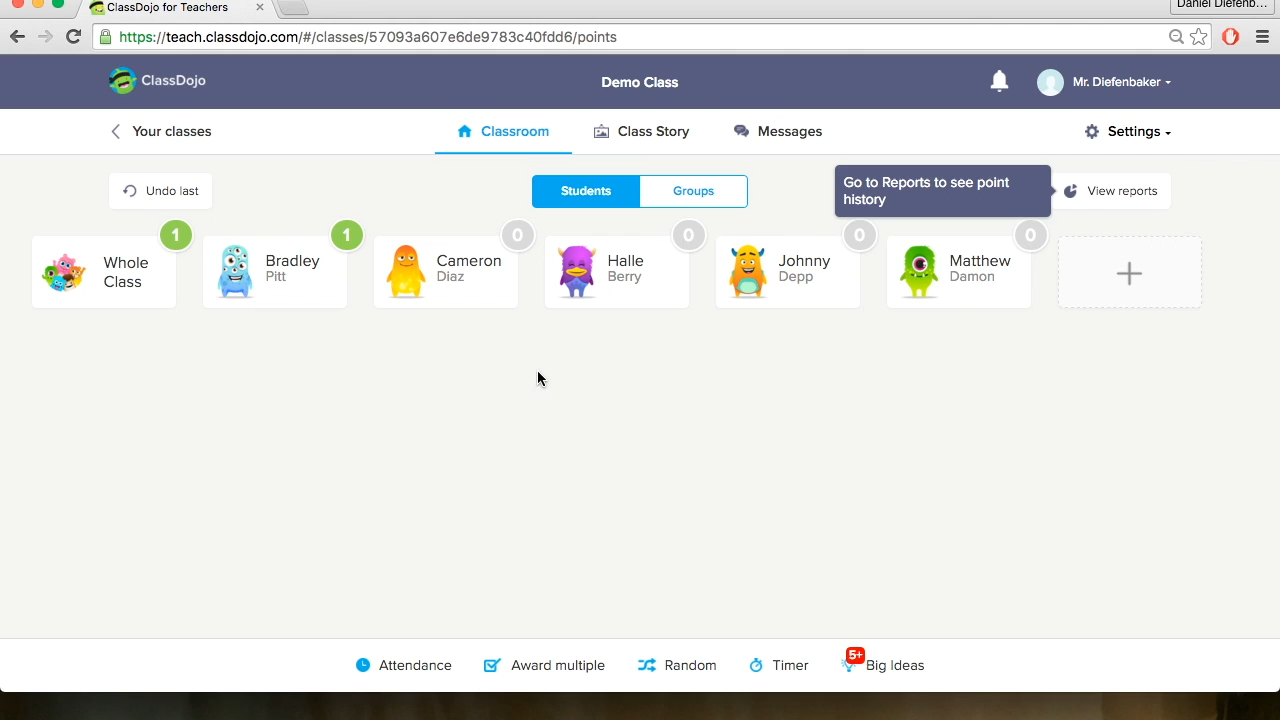 ClassDojo for Teachers
Daniel Diefenb...
https://teach.classdojo.com/#/classes/57093a607e6de9783c40fdd6/points
ClassDojo
Demo Class
Mr. Diefenbaker
Your classes
Classroom
Class Story
Messages
Settings
Undo last
Students
Groups
Go to Reports to see point
history
View reports
1
Whole
Class
1
Bradley
Pitt
0
Cameron
Diaz
0
Halle
Berry
0
Johnny
Depp
0
Matthew
Damon
+
Attendance
Award multiple
Random
Timer
5+
Big Ideas